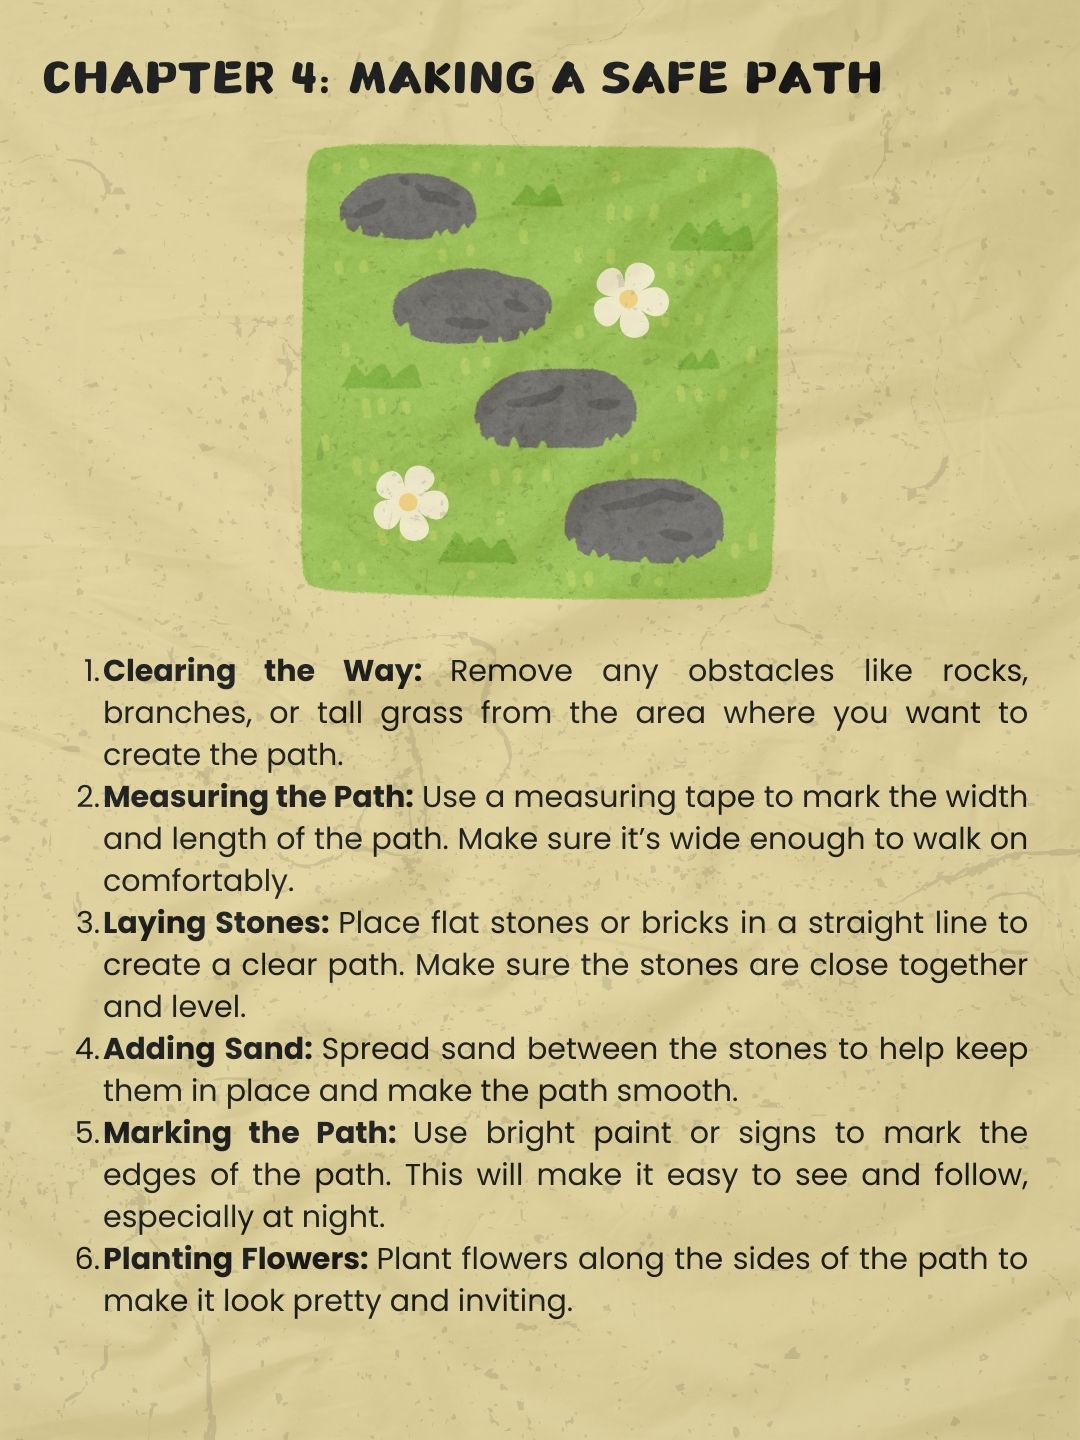 CHAPTER 4: MAKING A SAFE PATH
1. Clearing the Way: Remove any obstacles like rocks,
branches, or tall grass from the area where you want to
create the path.
2. Measuring the Path: Use a measuring tape to mark the width
and length of the path. Make sure it’s wide enough to walk on
comfortably.
3. Laying Stones: Place flat stones or bricks in a straight line to
create a clear path. Make sure the stones are close together
and level.
4. Adding Sand: Spread sand between the stones to help keep
them in place and make the path smooth.
5. Marking the Path: Use bright paint or signs to mark the
edges of the path. This will make it easy to see and follow,
especially at night.
6. Planting Flowers: Plant flowers along the sides of the path to
make it look pretty and inviting.